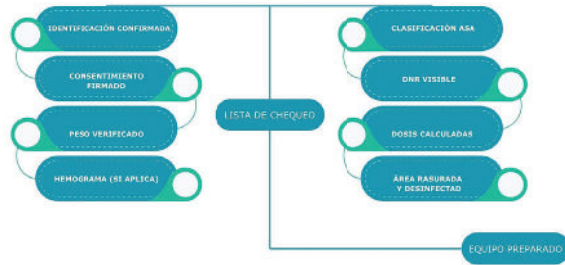 IDENTIFICACIÓN CONFIRMADA
CONSENTIMIENTO
FIRMADO
PESO VERIFICADO
HEMOGRAMA (SI APLICA)
LISTA DE CHEQUEO
CLASIFICACIÓN ASA
DNR VISIBLE
DOSIS CALCULADAS
ÁREA RASURADA
Y DESINFECTAD
EQUIPO PREPARADO